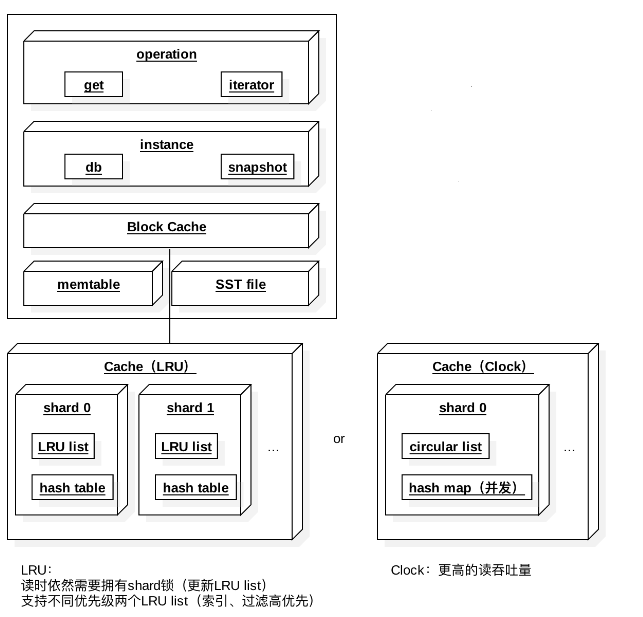 operation
get
iterator
instance
db
snapshot
Block Cache
memtable
SST file
Cache（LRU）
shard 0
LRU list
hash table
shard 1
LRU list
hash table
...
or
Cache（Clock）
shard 0
circular list
hash map（并发）
...
LRU：
读时依然需要拥有shard锁（更新LRU list）
支持不同优先级两个LRU list（索引、过滤高优先）
Clock：更高的读吞吐量